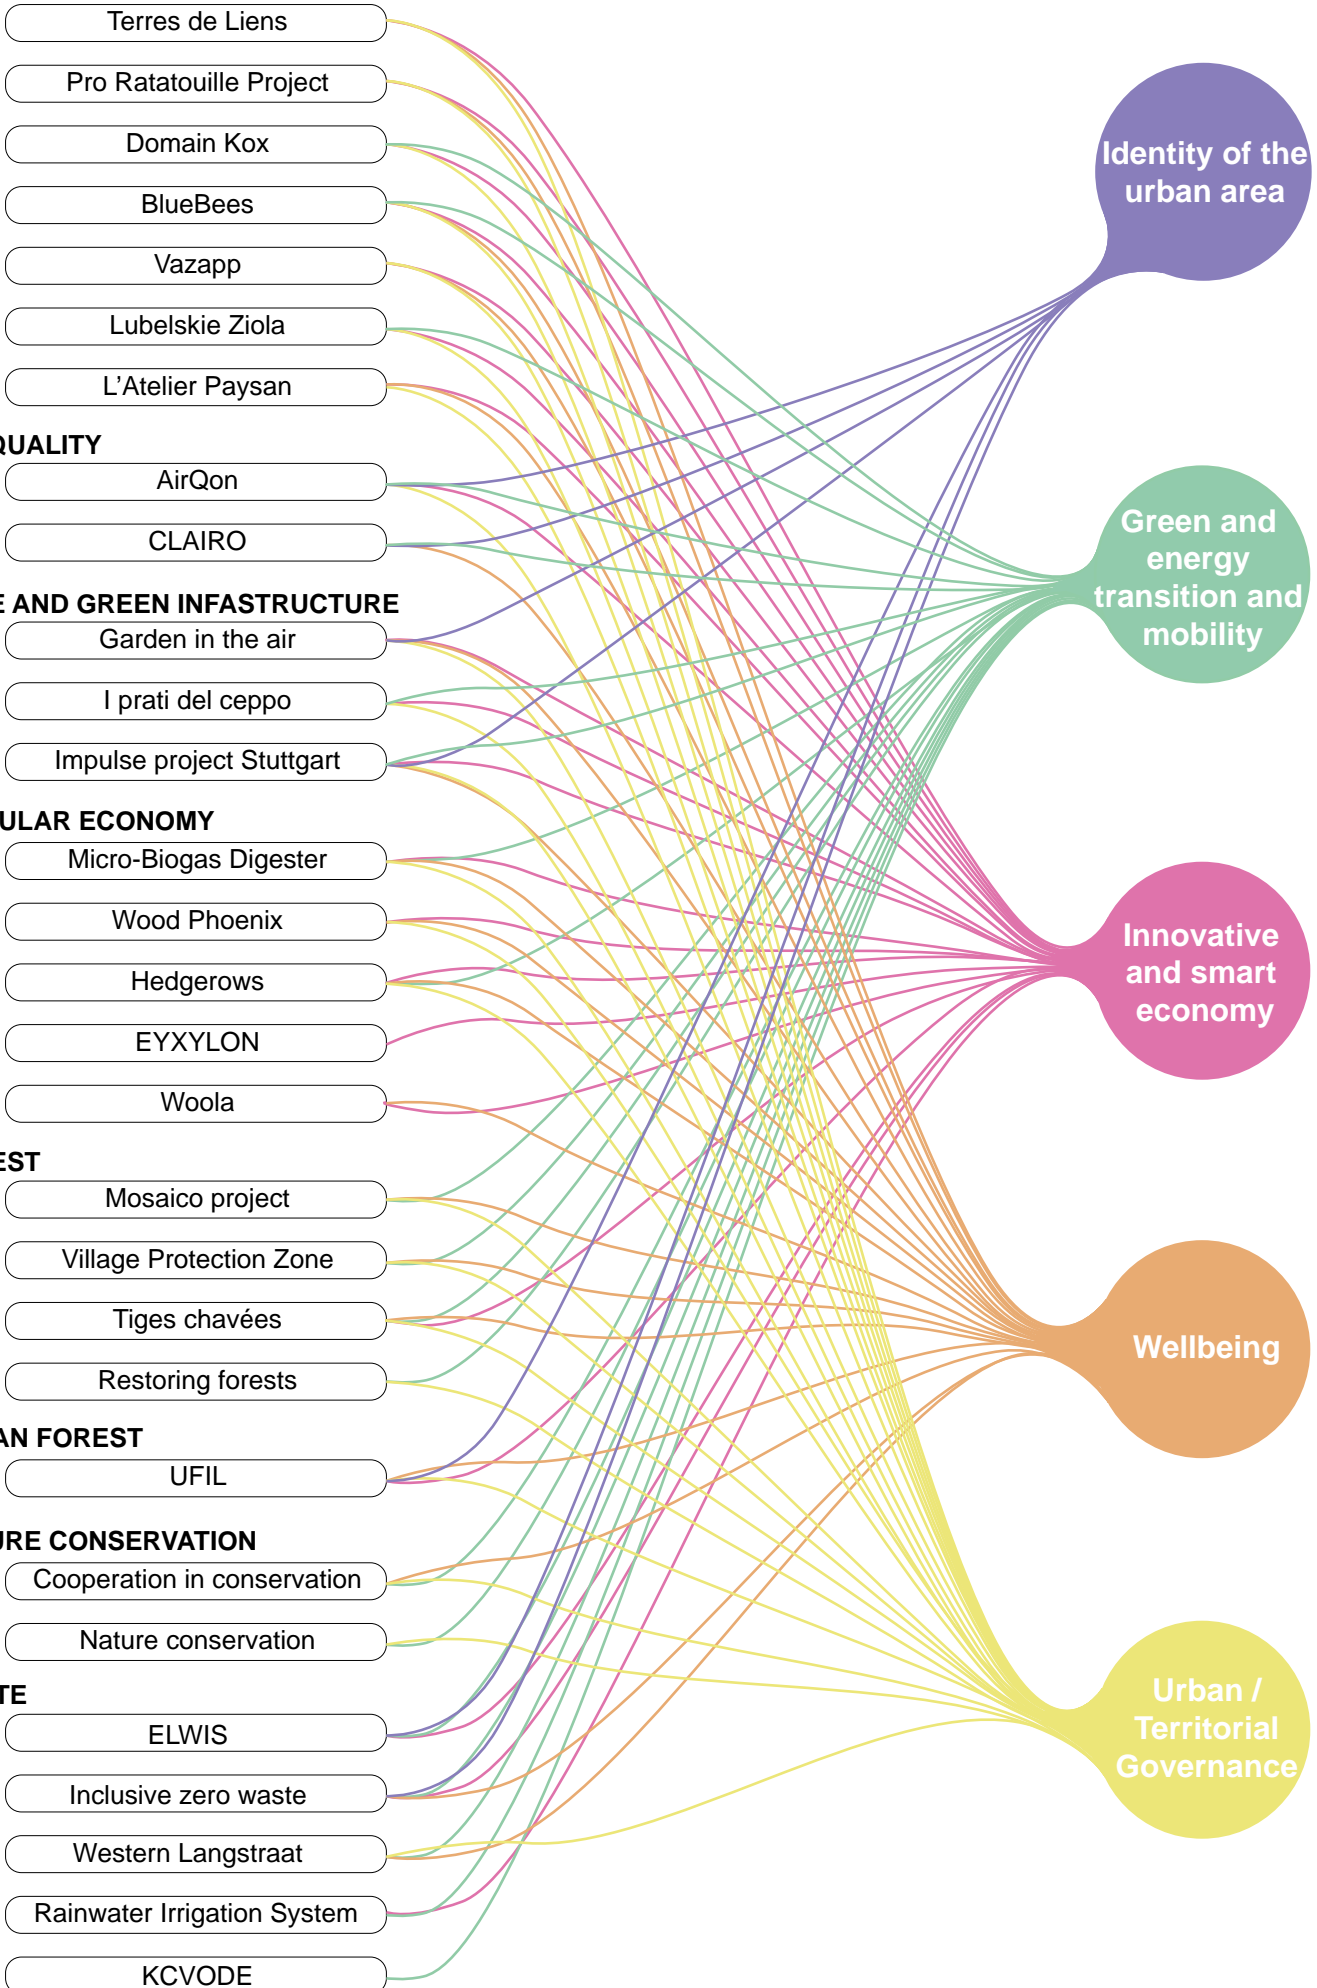 Terres de Liens
Pro Ratatouille Project
Domain Kox
BlueBees
Vazapp
Lubelskie Ziola
L’Atelier Paysan
QUALITY
AirQon
CLAIRO
E AND GREEN INFASTRUCTURE
Garden in the air
I prati del ceppo
Impulse project Stuttgart
ULAR ECONOMY
Micro-Biogas Digester
Wood Phoenix
Hedgerows
EYXYLON
Woola
EST
Mosaico project
Village Protection Zone
Tiges chavées
Restoring forests
AN FOREST
UFIL
URE CONSERVATION
Cooperation in conservation
Nature conservation
TE
ELWIS
Inclusive zero waste
Western Langstraat
Rainwater Irrigation System
KCVODE
Identity of the
urban area
Green and
energy
transition and
mobility
Innovative
and smart
economy
Wellbeing
Urban /
Territorial
Governance